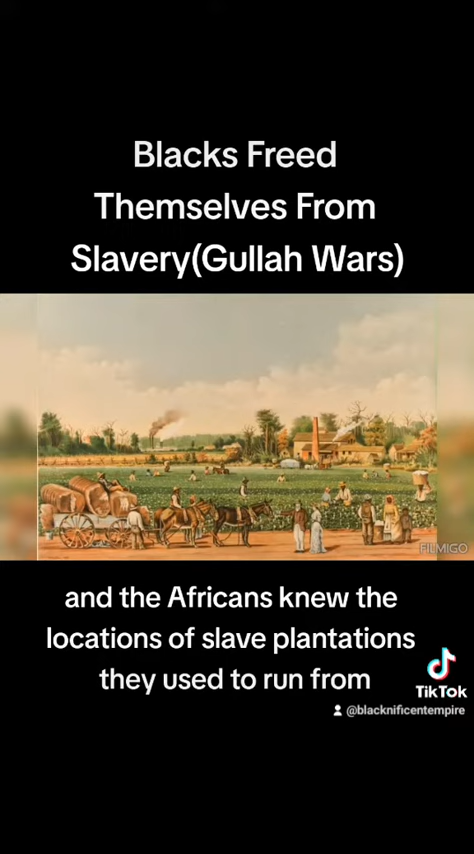 Blacks Freed
Themselves From
Slavery(Gullah Wars)
FILMIGO
and the Africans knew the
locations of slave plantations
they used to run from
TikTok
@blacknificentempire